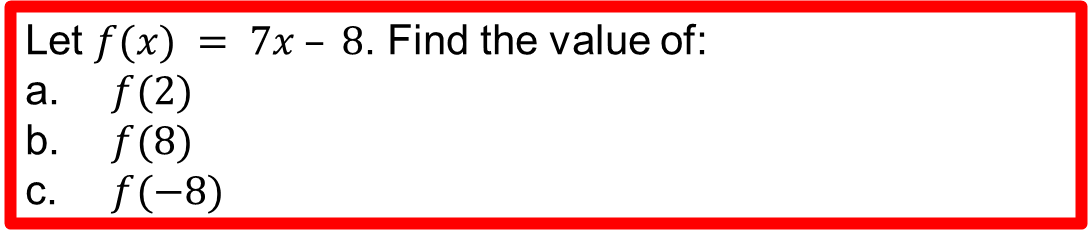 Let f(x) = 7x – 8. Find the value of:
a. f(2)
b. f(8)
c. f(−8)